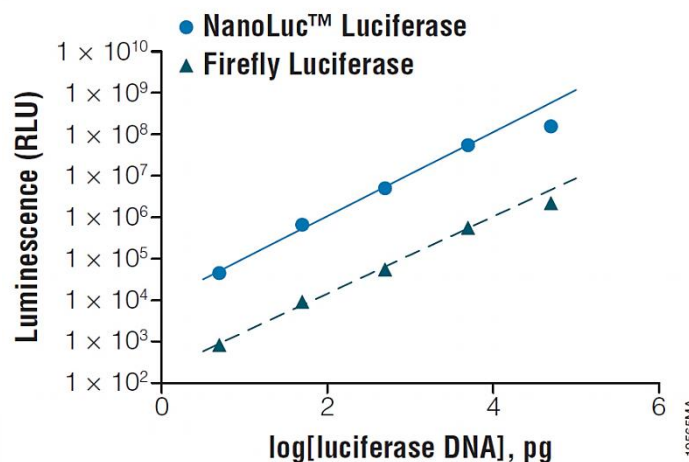 NanoLuc™ Luciferase
Firefly Luciferase
Luminescence (RLU)
1 × 10¹⁰
1 × 10⁹
1 × 10⁸
1 × 10⁷
1 × 10⁶
1 × 10⁵
1 × 10⁴
1 × 10³
1 × 10²
0
2
4
6
log[luciferase DNA], pg